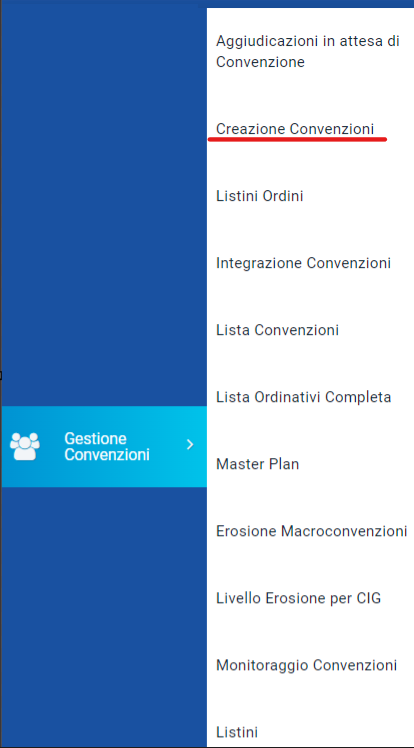 Aggiudicazioni in attesa di
Convenzione
Creazione Convenzioni
Listini Ordini
Integrazione Convenzioni
Lista Convenzioni
Lista Ordinativi Completa
Gestione
Convenzioni
Master Plan
Erosione Macroconvenzioni
Livello Erosione per CIG
Monitoraggio Convenzioni
Listini